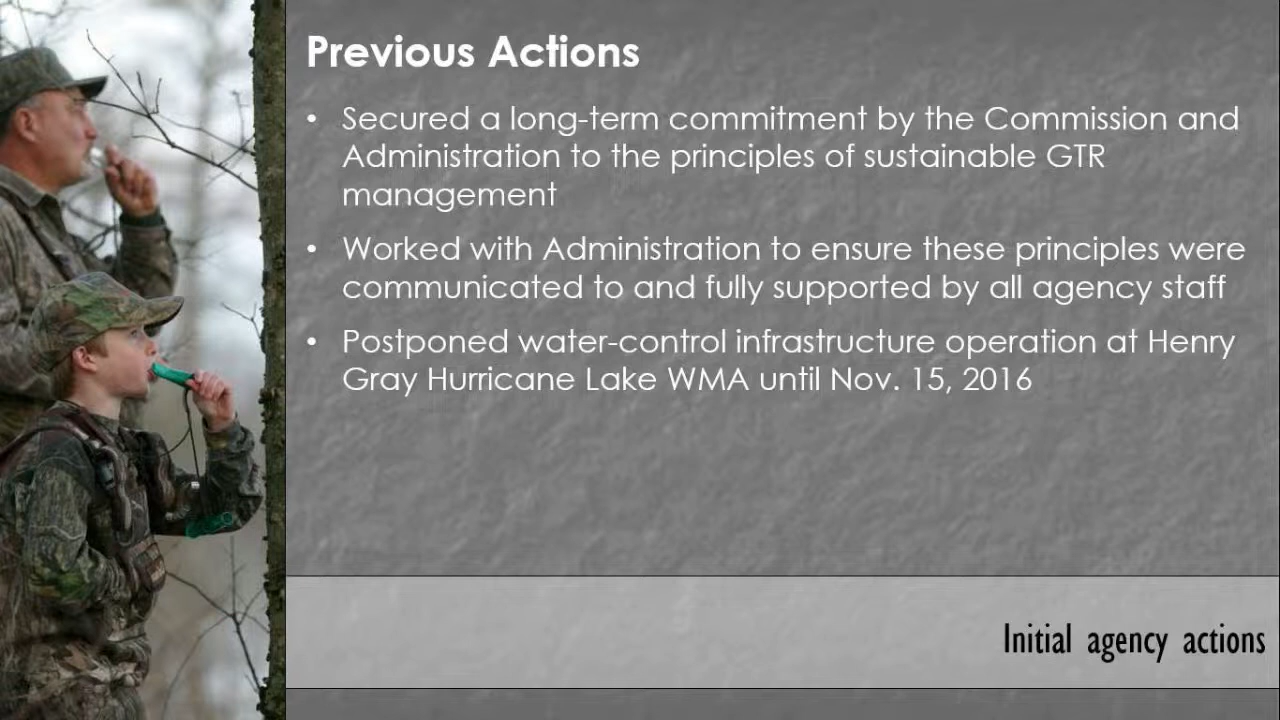 Previous Actions
• Secured a long-term commitment by the Commission and
Administration to the principles of sustainable GTR
management
• Worked with Administration to ensure these principles were
communicated to and fully supported by all agency staff
• Postponed water-control infrastructure operation at Henry
Gray Hurricane Lake WMA until Nov. 15, 2016
Initial agency actions